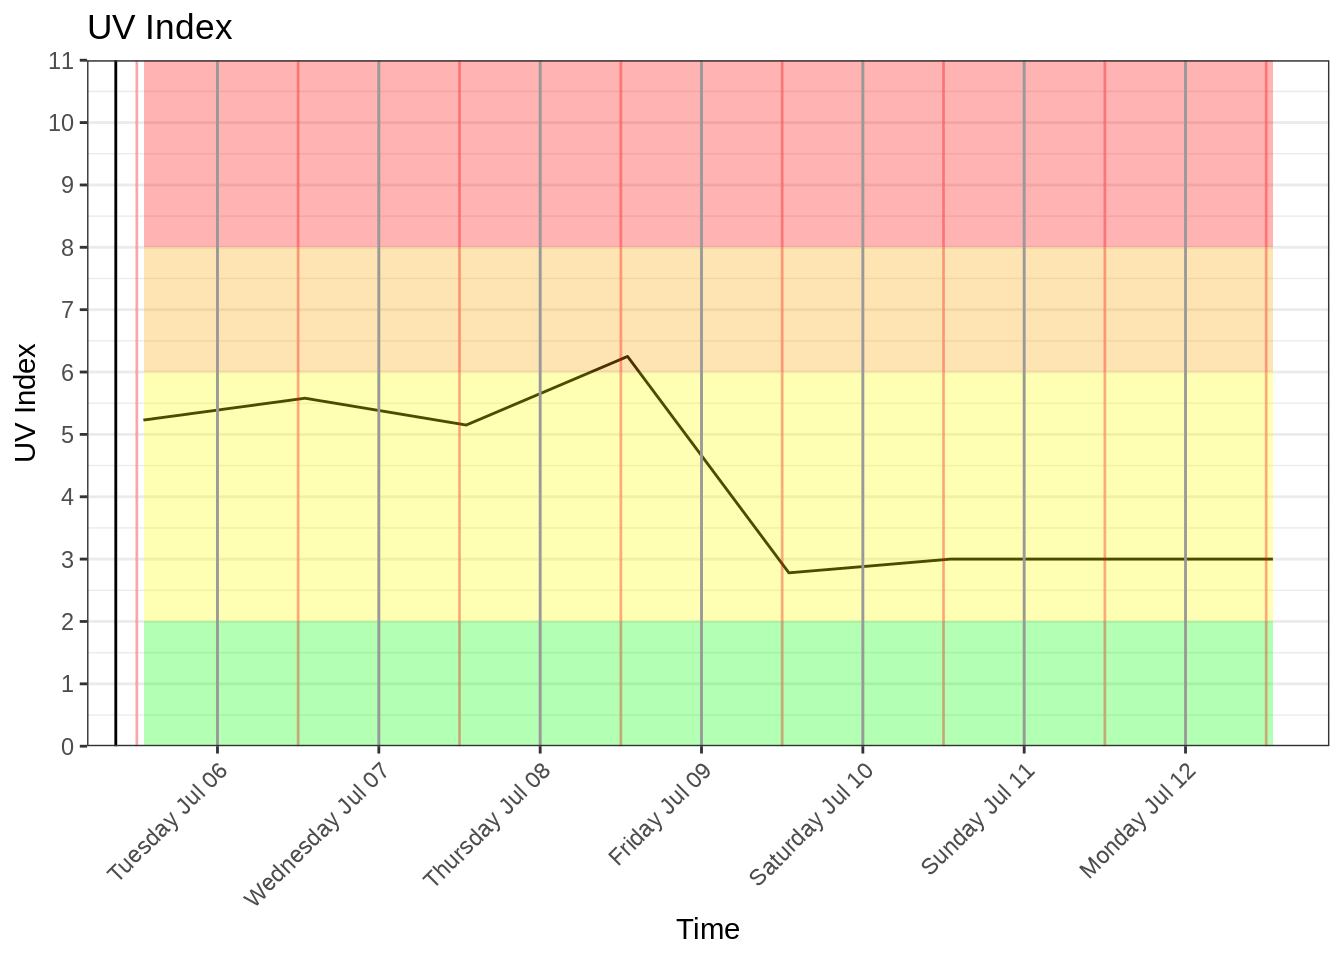 UV Index
UV Index
11
10
9
8
7
6
5
4
3
2
1
0
Tuesday Jul 06
Wednesday Jul 07
Thursday Jul 08
Friday Jul 09
Saturday Jul 10
Sunday Jul 11
Monday Jul 12
Time